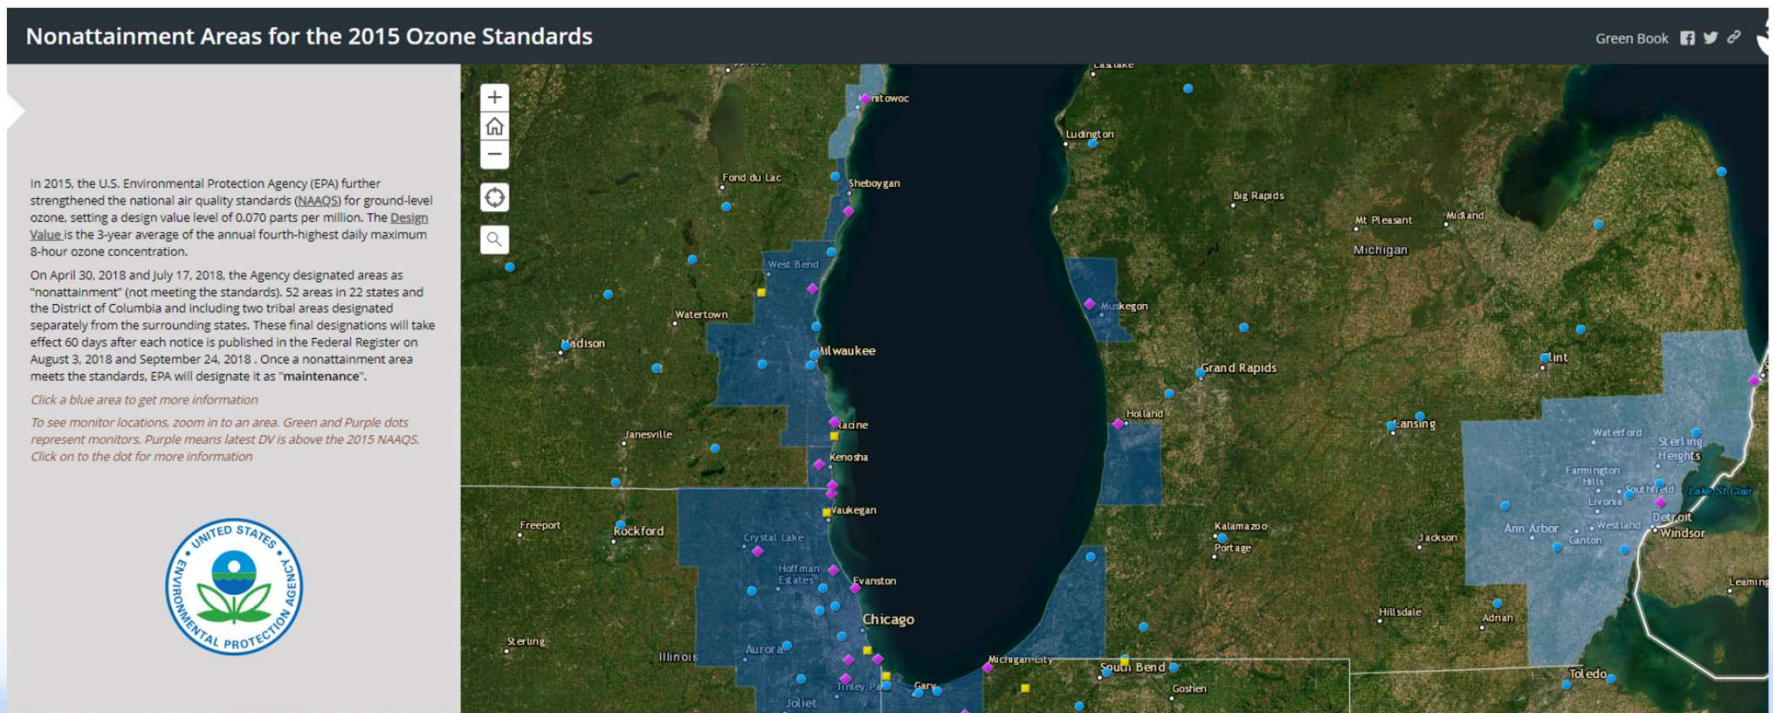 Nonattainment Areas for the 2015 Ozone Standards
Green Book
In 2015, the U.S. Environmental Protection Agency (EPA) further
strengthened the national air quality standards (NAAQS) for ground-level
ozone, setting a design value level of 0.070 parts per million. The Design
Value is the 3-year average of the annual fourth-highest daily maximum
8-hour ozone concentration.
On April 30, 2018 and July 17, 2018, the Agency designated areas as
"nonattainment" (not meeting the standards). 52 areas in 22 states and
the District of Columbia and including two tribal areas designated
separately from the surrounding states. These final designations will take
effect 60 days after each notice is published in the Federal Register on
August 3, 2018 and September 24, 2018 . Once a nonattainment area
meets the standards, EPA will designate it as "maintenance".
Click a blue area to get more information
To see monitor locations, zoom in to an area. Green and Purple dots
represent monitors. Purple means latest DV is above the 2015 NAAQS.
Click on to the dot for more information
UNITED STATES
ENVIRONMENTAL PROTECTION AGENCY
Manitowoc
Ludington
Fond du Lac
Sheboygan
Big Rapids
Mt Pleasant
Midland
Michigan
West Bend
Muskegon
Watertown
Madison
Milwaukee
Flint
Grand Rapids
Holland
Racine
Lansing
Janesville
Waterford
Sterling
Heights
Kenosha
Farmington
Hills
Southfield
Livonia
Lake St Clair
Waukegan
Freeport
Rockford
Crystal Lake
Kalamazoo
Portage
Jackson
Ann Arbor
Westland
Canton
Detroit
Windsor
Hoffman
Estates
Evanston
Chicago
Hillsdale
Adrian
Leaming
Sterling
Illinois
Aurora
Michigan City
South Bend
Toledo
Tinley Pa
Gary
Goshen
Joliet